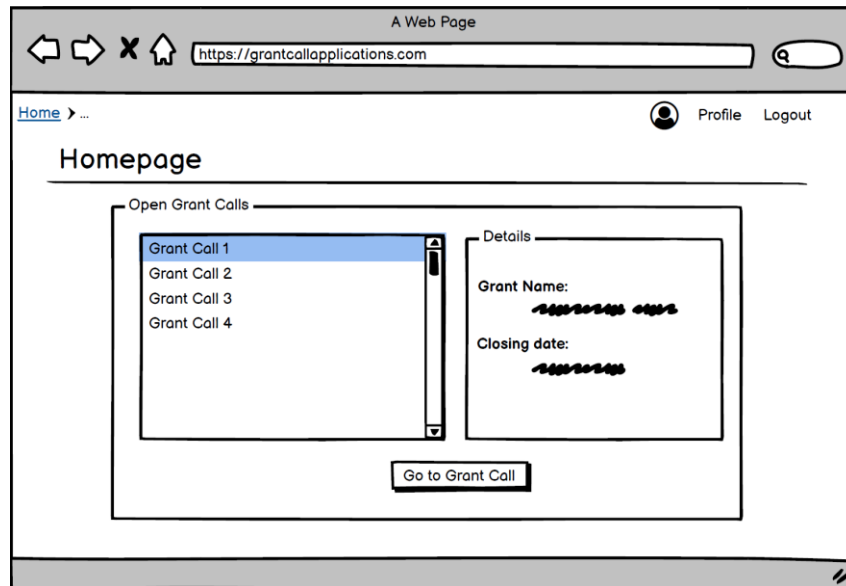 A Web Page
https://grantcallapplications.com
Home > ...
Profile Logout
Homepage
Open Grant Calls
Grant Call 1
Grant Call 2
Grant Call 3
Grant Call 4
Details
Grant Name:
Closing date:
Go to Grant Call